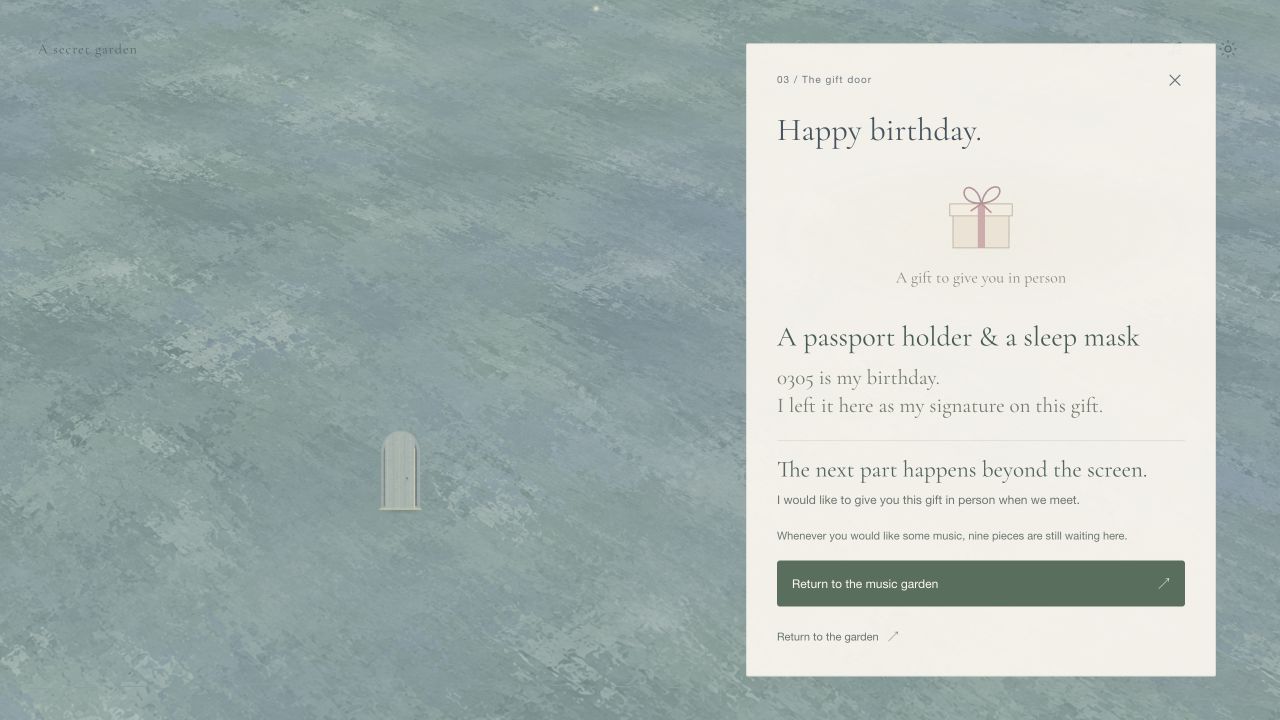 A secret garden
03 / The gift door
Happy birthday.
A gift to give you in person
A passport holder & a sleep mask
0305 is my birthday.
I left it here as my signature on this gift.
The next part happens beyond the screen.
I would like to give you this gift in person when we meet.
Whenever you would like some music, nine pieces are still waiting here.
Return to the music garden
Return to the garden